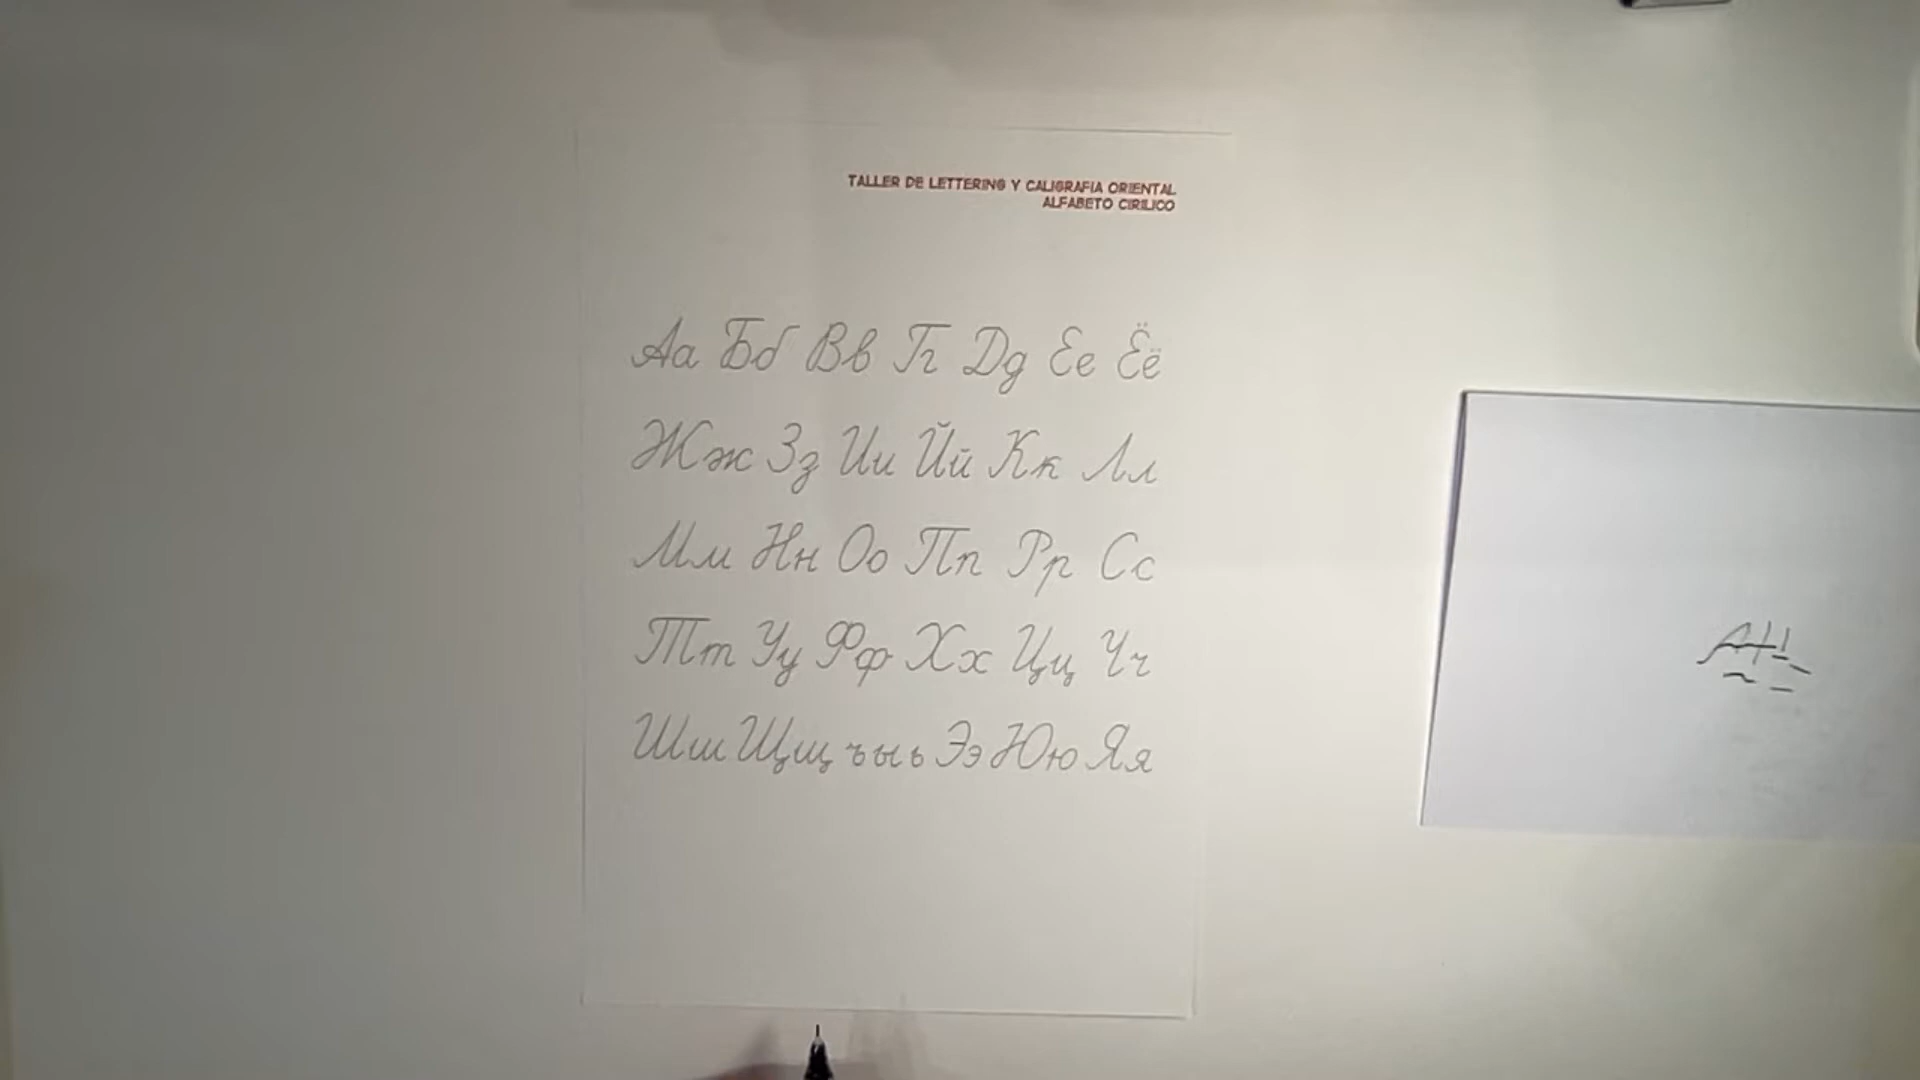 TALLER DE LETTERING Y CALIGRAFIA ORIENTAL
ALFABETO CIRILICO
Аа Бб Вв Гг Дд Ее Ёё
Жж Зз Ии Йй Кк Лл
Мм Нн Оо Пп Рр Сс
Тт Уу Фф Хх Цц Чч
Шш Щщ ъ ы ь Ээ Юю Яя